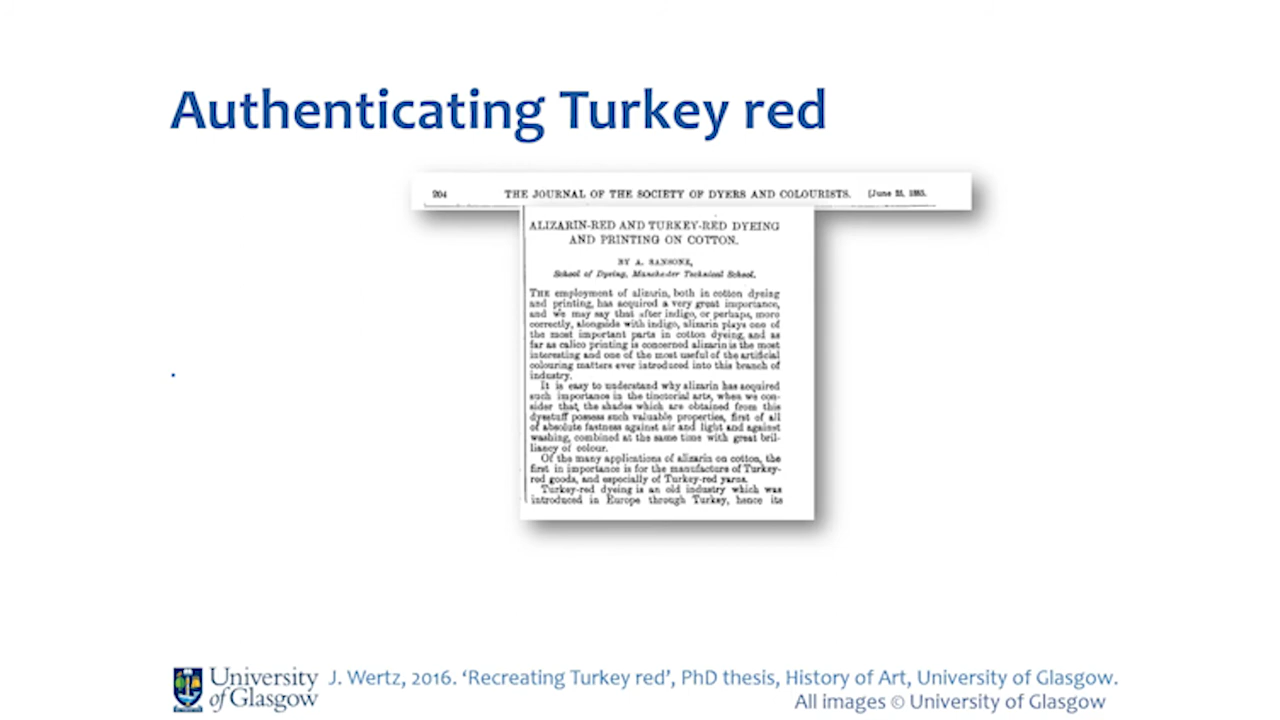 Authenticating Turkey red
204 THE JOURNAL OF THE SOCIETY OF DYERS AND COLOURISTS. [June 25, 1885.
ALIZARIN-RED AND TURKEY-RED DYEING
AND PRINTING ON COTTON.
BY A. SANSONE,
School of Dyeing, Manchester Technical School.
THE employment of alizarin, both in cotton dyeing
and printing, has acquired a very great importance,
and we may say that after indigo, or perhaps, more
correctly, alongside with indigo, alizarin plays one of
the most important parts in cotton dyeing, and as
far as calico printing is concerned alizarin is the most
interesting and one of the most useful of the artificial
colouring matters ever introduced into this branch of
industry.
It is easy to understand why alizarin has acquired
such importance in the tinctorial arts, when we con-
sider that the shades which are obtained from this
dyestuff possess such valuable properties, first of all
of absolute fastness against air and light and against
washing, combined at the same time with great bril-
liancy of colour.
Of the many applications of alizarin on cotton, the
first in importance is for the manufacture of Turkey-
red goods, and especially of Turkey-red yarns.
Turkey-red dyeing is an old industry which was
introduced in Europe through Turkey, hence its
University
of Glasgow
J. Wertz, 2016. ‘Recreating Turkey red’, PhD thesis, History of Art, University of Glasgow.
All images © University of Glasgow